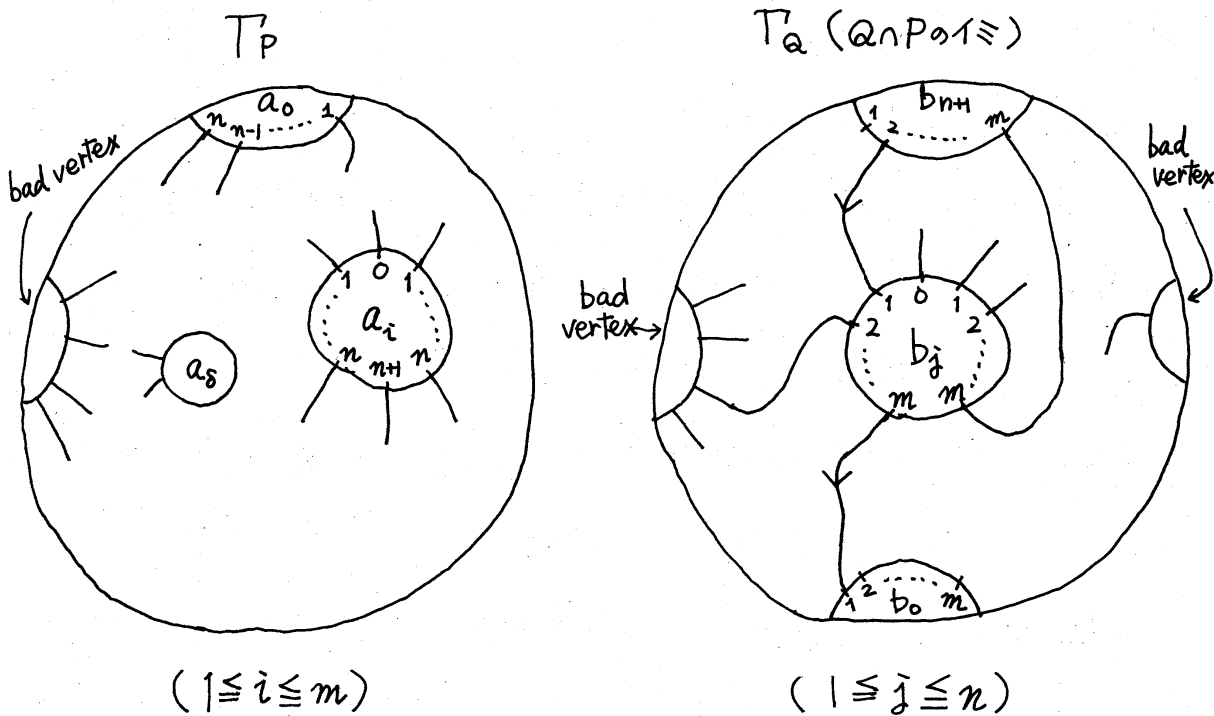 Γ_P
a_0
n n-1 ······ 1
bad vertex
1 0 1
a_i
n n+1 n
a_δ
(1≦i≦m)
Γ_Q (Q∩Pのイミ)
b_{n+1}
1 2 ········ m
bad vertex
bad vertex
1 0 1
2 2
b_j
m m
1 2 ········ m
b_0
(1≦j≦n)